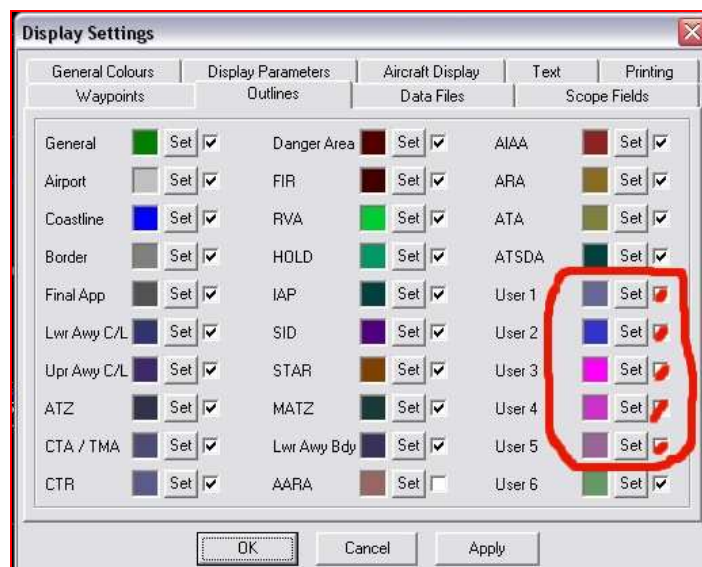 Display Settings
General Colours Display Parameters Aircraft Display Text Printing
Waypoints Outlines Data Files Scope Fields
General Set Danger Area Set AIAA Set
Airport Set FIR Set ARA Set
Coastline Set RVA Set ATA Set
Border Set HOLD Set ATSDA Set
Final App Set IAP Set User 1 Set
Lwr Awy C/L Set SID Set User 2 Set
Upr Awy C/L Set STAR Set User 3 Set
ATZ Set MATZ Set User 4 Set
CTA / TMA Set Lwr Awy Bdy Set User 5 Set
CTR Set AARA Set User 6 Set
OK Cancel Apply